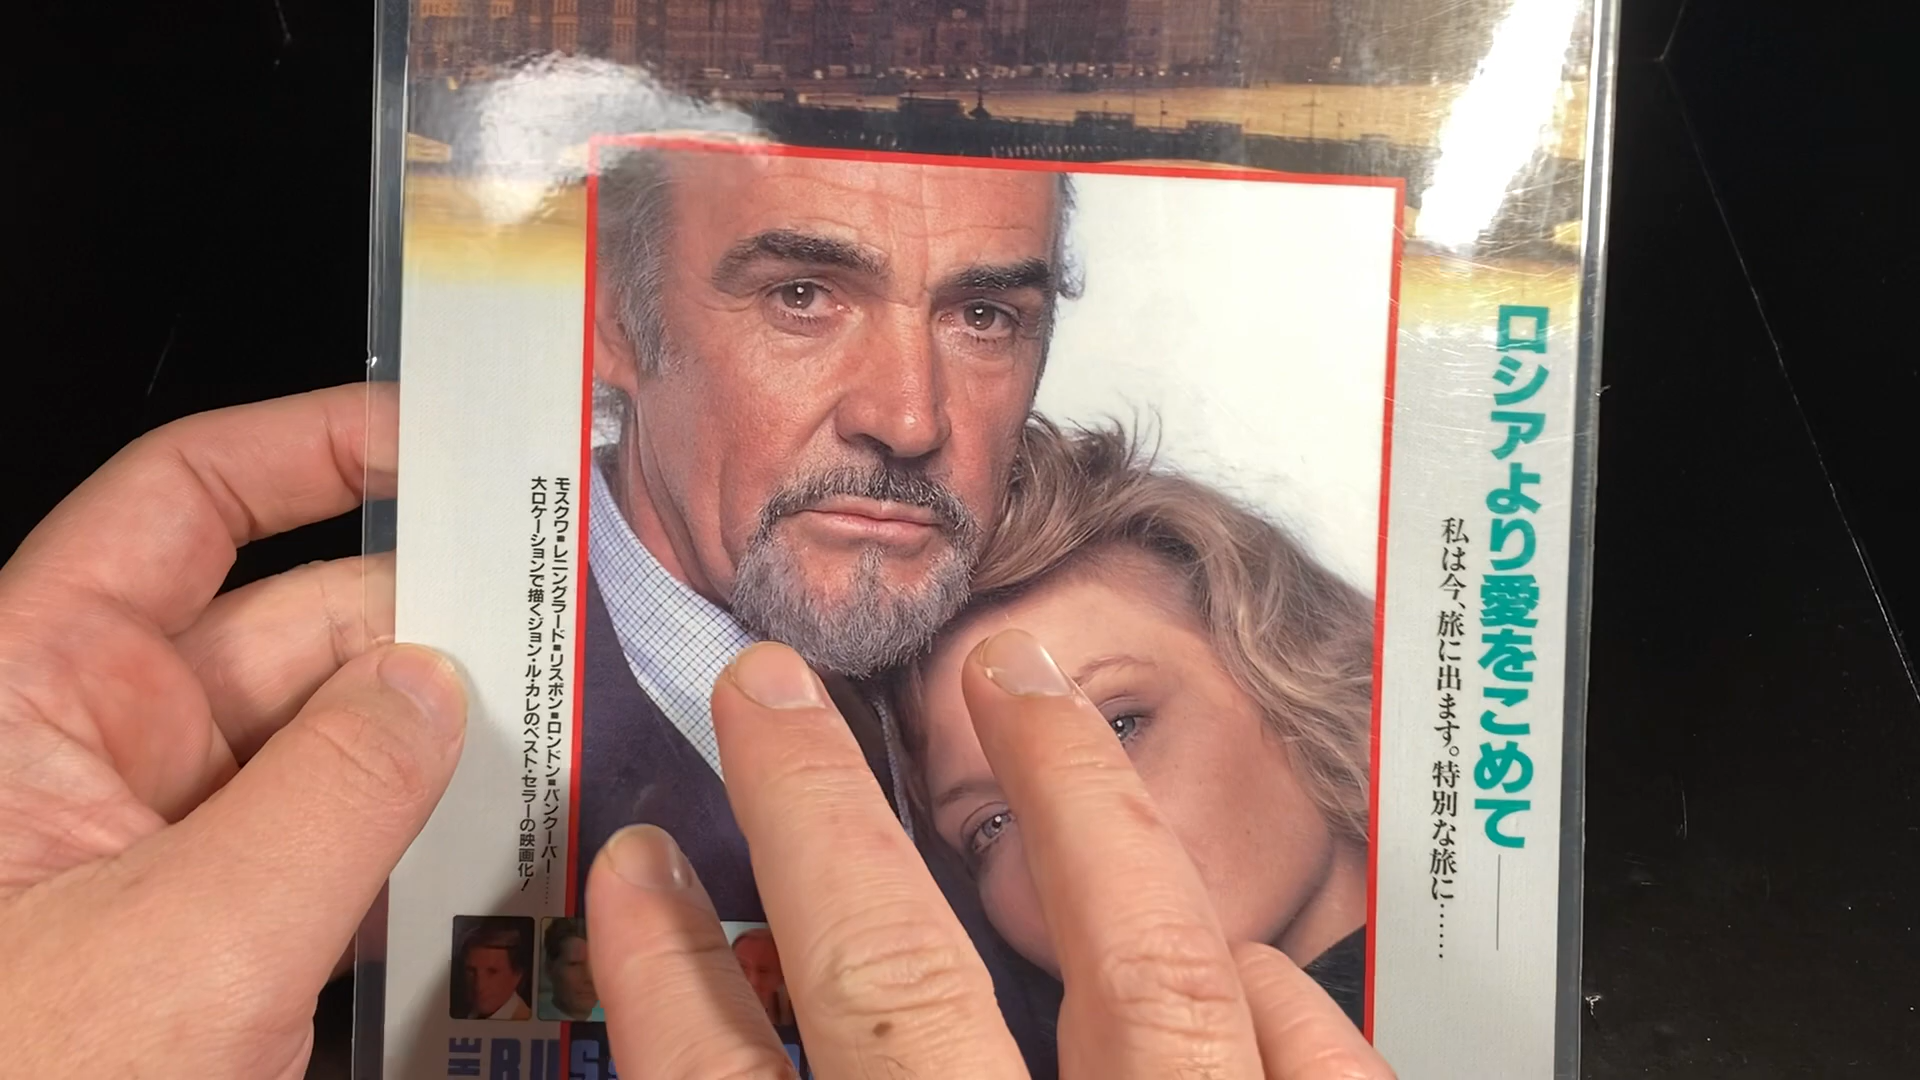 ロシアより愛をこめて――
私は今、旅に出ます。特別な旅に……
モスクワ■レニングラード■リスボン■ロンドン■バンクーバー……
大ロケーションで描くジョン・ル・カレのベスト・セラーの映画化!
HE
RUSS